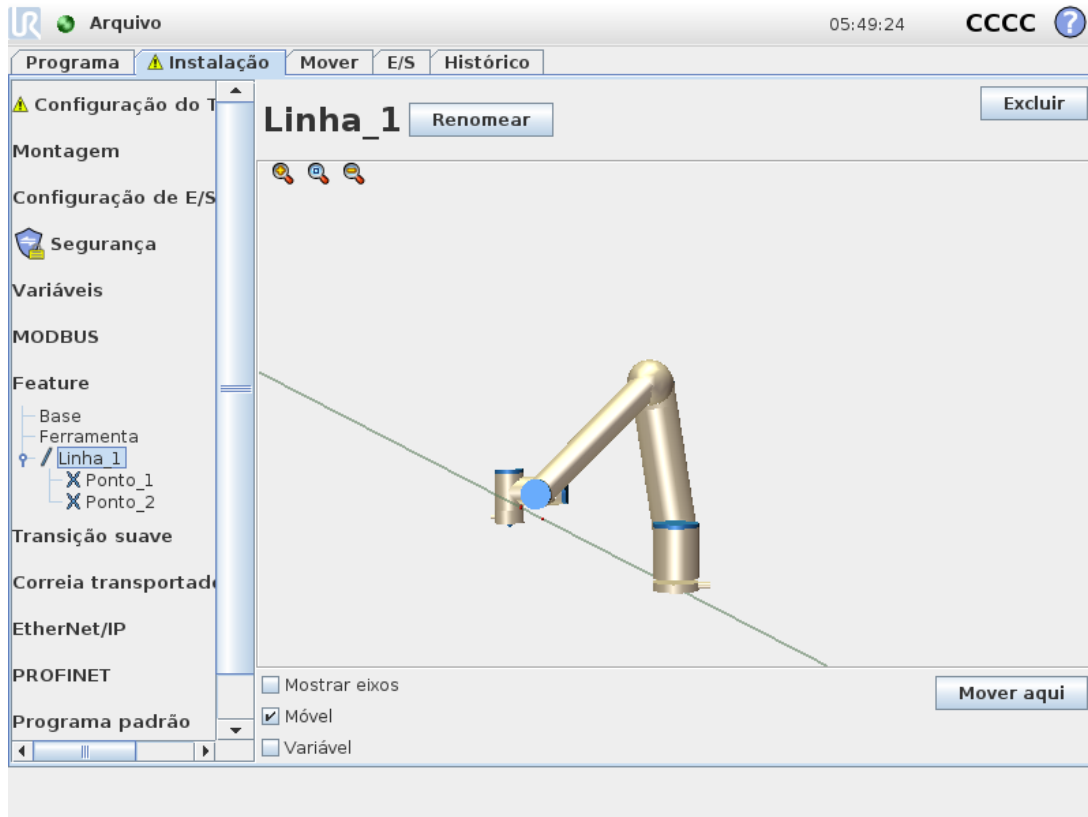 UR Arquivo 05:49:24 CCCC ?
Programa Instalação Mover E/S Histórico
Configuração do T
Montagem
Configuração de E/S
Segurança
Variáveis
MODBUS
Feature
Base
Ferramenta
Linha_1
Ponto_1
Ponto_2
Transição suave
Correia transportad
EtherNet/IP
PROFINET
Programa padrão
Linha_1 Renomear Excluir
Mostrar eixos
Móvel
Variável
Mover aqui